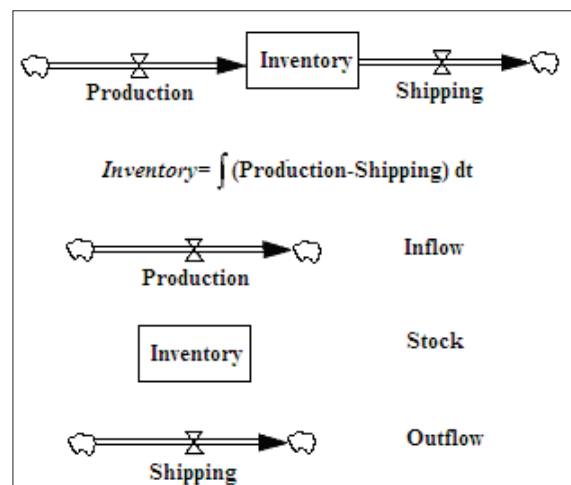 Inventory
Production
Shipping
Inventory= ∫ (Production-Shipping) dt
Inflow
Production
Inventory
Stock
Outflow
Shipping